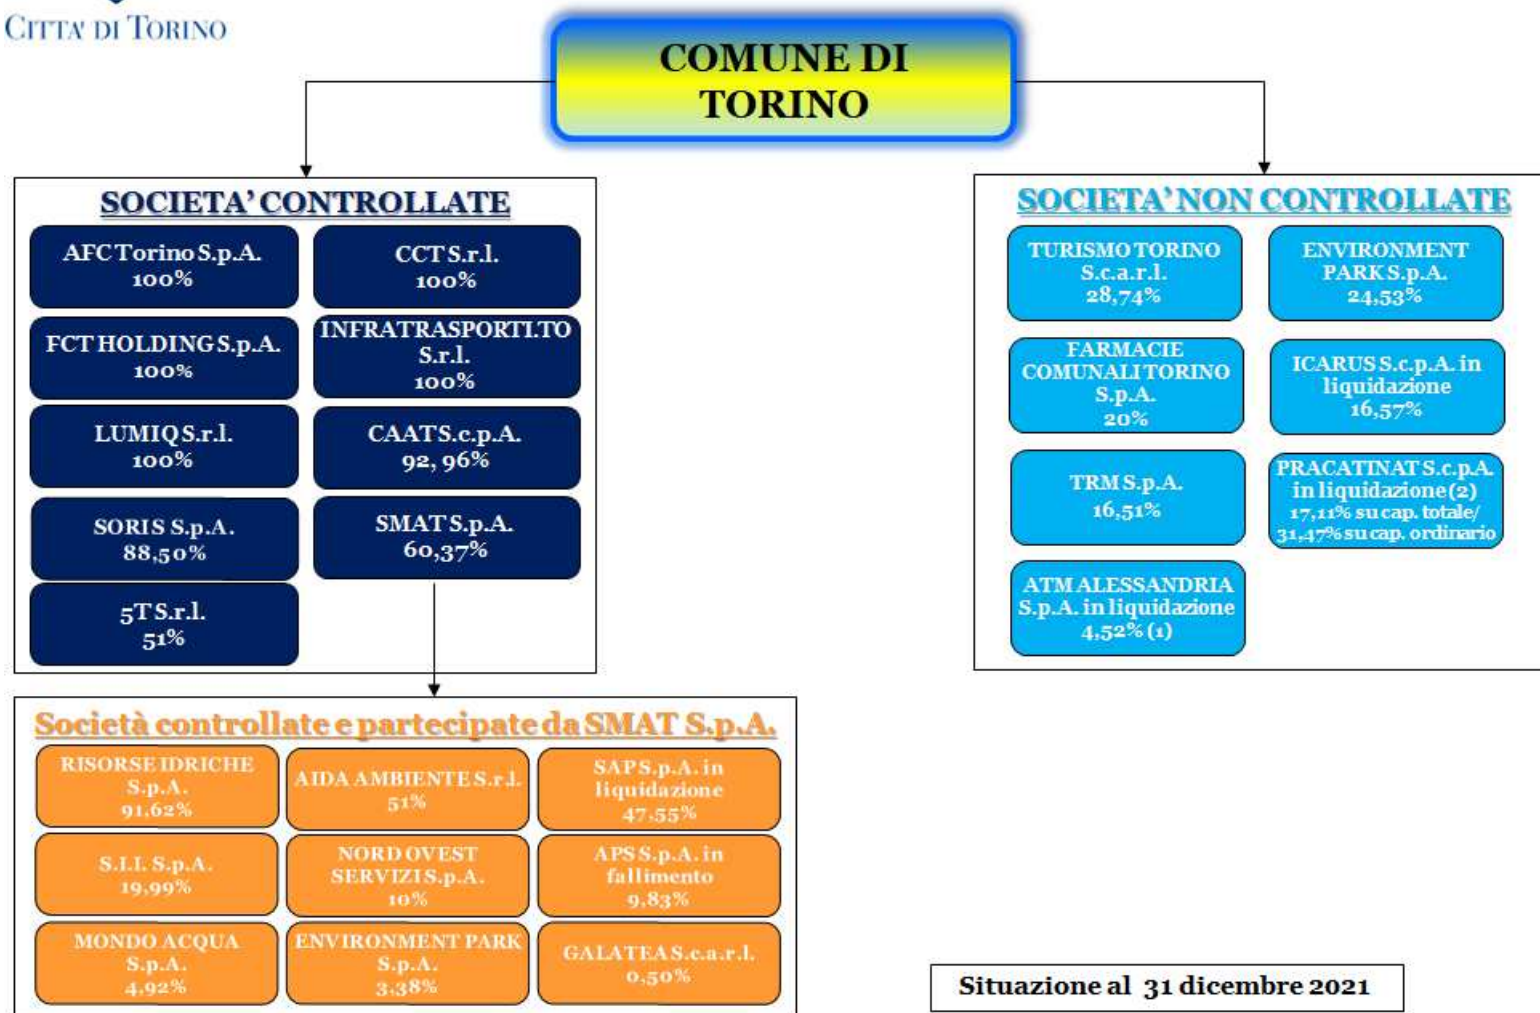 CITTA' DI TORINO
COMUNE DI
TORINO
SOCIETA' CONTROLLATE
AFC Torino S.p.A.
100%
CCT S.r.l.
100%
FCT HOLDING S.p.A.
100%
INFRATRASPORTI.TO
S.r.l.
100%
LUMIQ S.r.l.
100%
CAAT S.c.p.A.
92, 96%
SORIS S.p.A.
88,50%
SMAT S.p.A.
60,37%
5T S.r.l.
51%
SOCIETA' NON CONTROLLATE
TURISMO TORINO
S.c.a.r.l.
28,74%
ENVIRONMENT
PARK S.p.A.
24,53%
FARMACIE
COMUNALI TORINO
S.p.A.
20%
ICARUS S.c.p.A. in
liquidazione
16,57%
TRM S.p.A.
16,51%
PRACATINAT S.c.p.A.
in liquidazione (2)
17,11% su cap. totale/
31,47% su cap. ordinario
ATM ALESSANDRIA
S.p.A. in liquidazione
4,52% (1)
Società controllate e partecipate da SMAT S.p.A.
RISORSE IDRICHE
S.p.A.
91,62%
AIDA AMBIENTE S.r.l.
51%
SAP S.p.A. in
liquidazione
47,55%
S.I.I. S.p.A.
19,99%
NORD OVEST
SERVIZI S.p.A.
10%
APS S.p.A. in
fallimento
9,83%
MONDO ACQUA
S.p.A.
4,92%
ENVIRONMENT PARK
S.p.A.
3,38%
GALATEA S.c.a.r.l.
0,50%
Situazione al 31 dicembre 2021